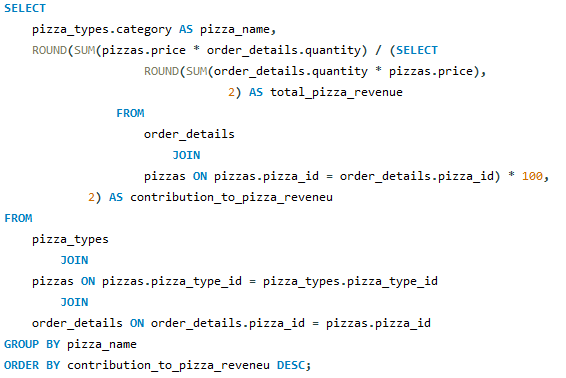 SELECT
pizza_types.category AS pizza_name,
ROUND(SUM(pizzas.price * order_details.quantity) / (SELECT
ROUND(SUM(order_details.quantity * pizzas.price),
2) AS total_pizza_revenue
FROM
order_details
JOIN
pizzas ON pizzas.pizza_id = order_details.pizza_id) * 100,
2) AS contribution_to_pizza_reveneu
FROM
pizza_types
JOIN
pizzas ON pizzas.pizza_type_id = pizza_types.pizza_type_id
JOIN
order_details ON order_details.pizza_id = pizzas.pizza_id
GROUP BY pizza_name
ORDER BY contribution_to_pizza_reveneu DESC;